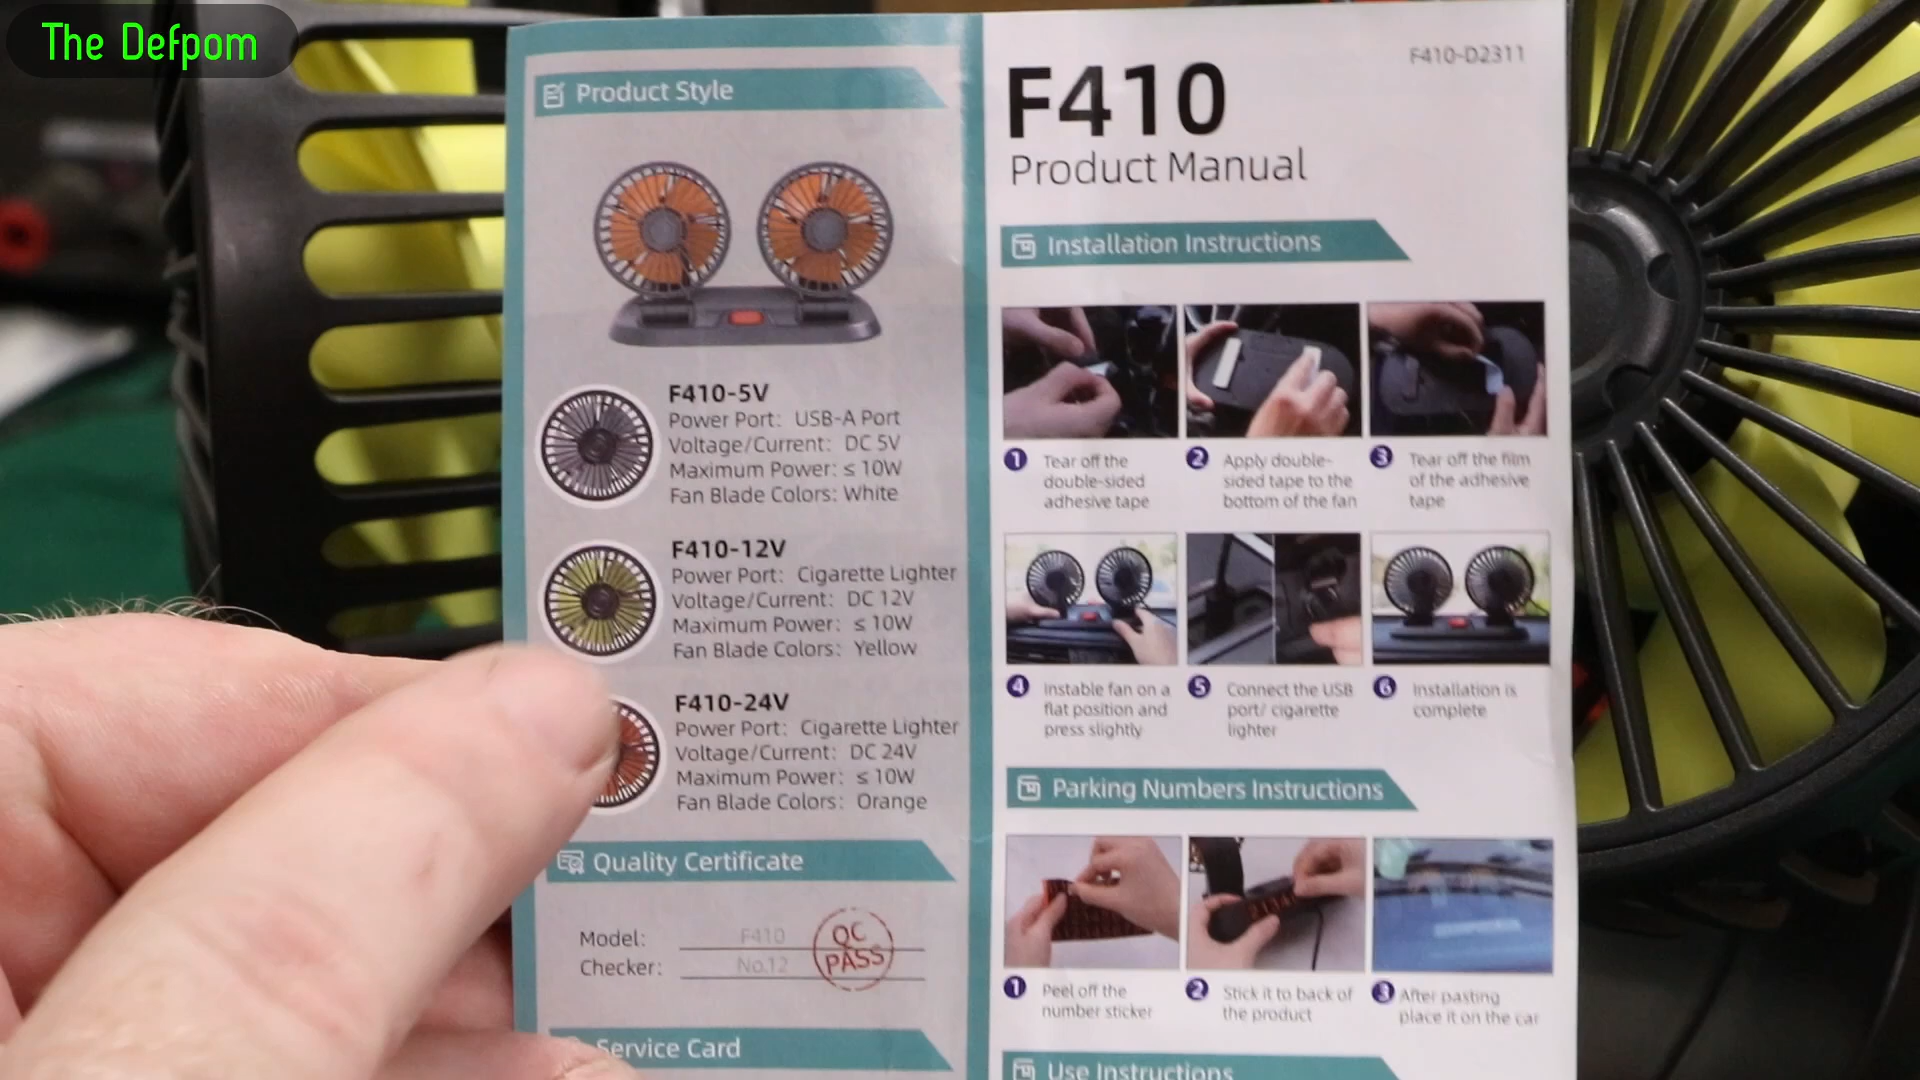 The Defpom
Product Style
F410-5V
Power Port: USB-A Port
Voltage/Current: DC 5V
Maximum Power: ≤ 10W
Fan Blade Colors: White
F410-12V
Power Port: Cigarette Lighter
Voltage/Current: DC 12V
Maximum Power: ≤ 10W
Fan Blade Colors: Yellow
F410-24V
Power Port: Cigarette Lighter
Voltage/Current: DC 24V
Maximum Power: ≤ 10W
Fan Blade Colors: Orange
Quality Certificate
Model: F410
Checker: No.12
QC
PASS
Service Card
F410-D2311
F410
Product Manual
Installation Instructions
1 Tear off the
double-sided
adhesive tape
2 Apply double-
sided tape to the
bottom of the fan
3 Tear off the film
of the adhesive
tape
4 Instable fan on a
flat position and
press slightly
5 Connect the USB
port/ cigarette
lighter
6 Installation is
complete
Parking Numbers Instructions
1 Peel off the
number sticker
2 Stick it to back of
the product
3 After pasting
place it on the car
Use Instructions